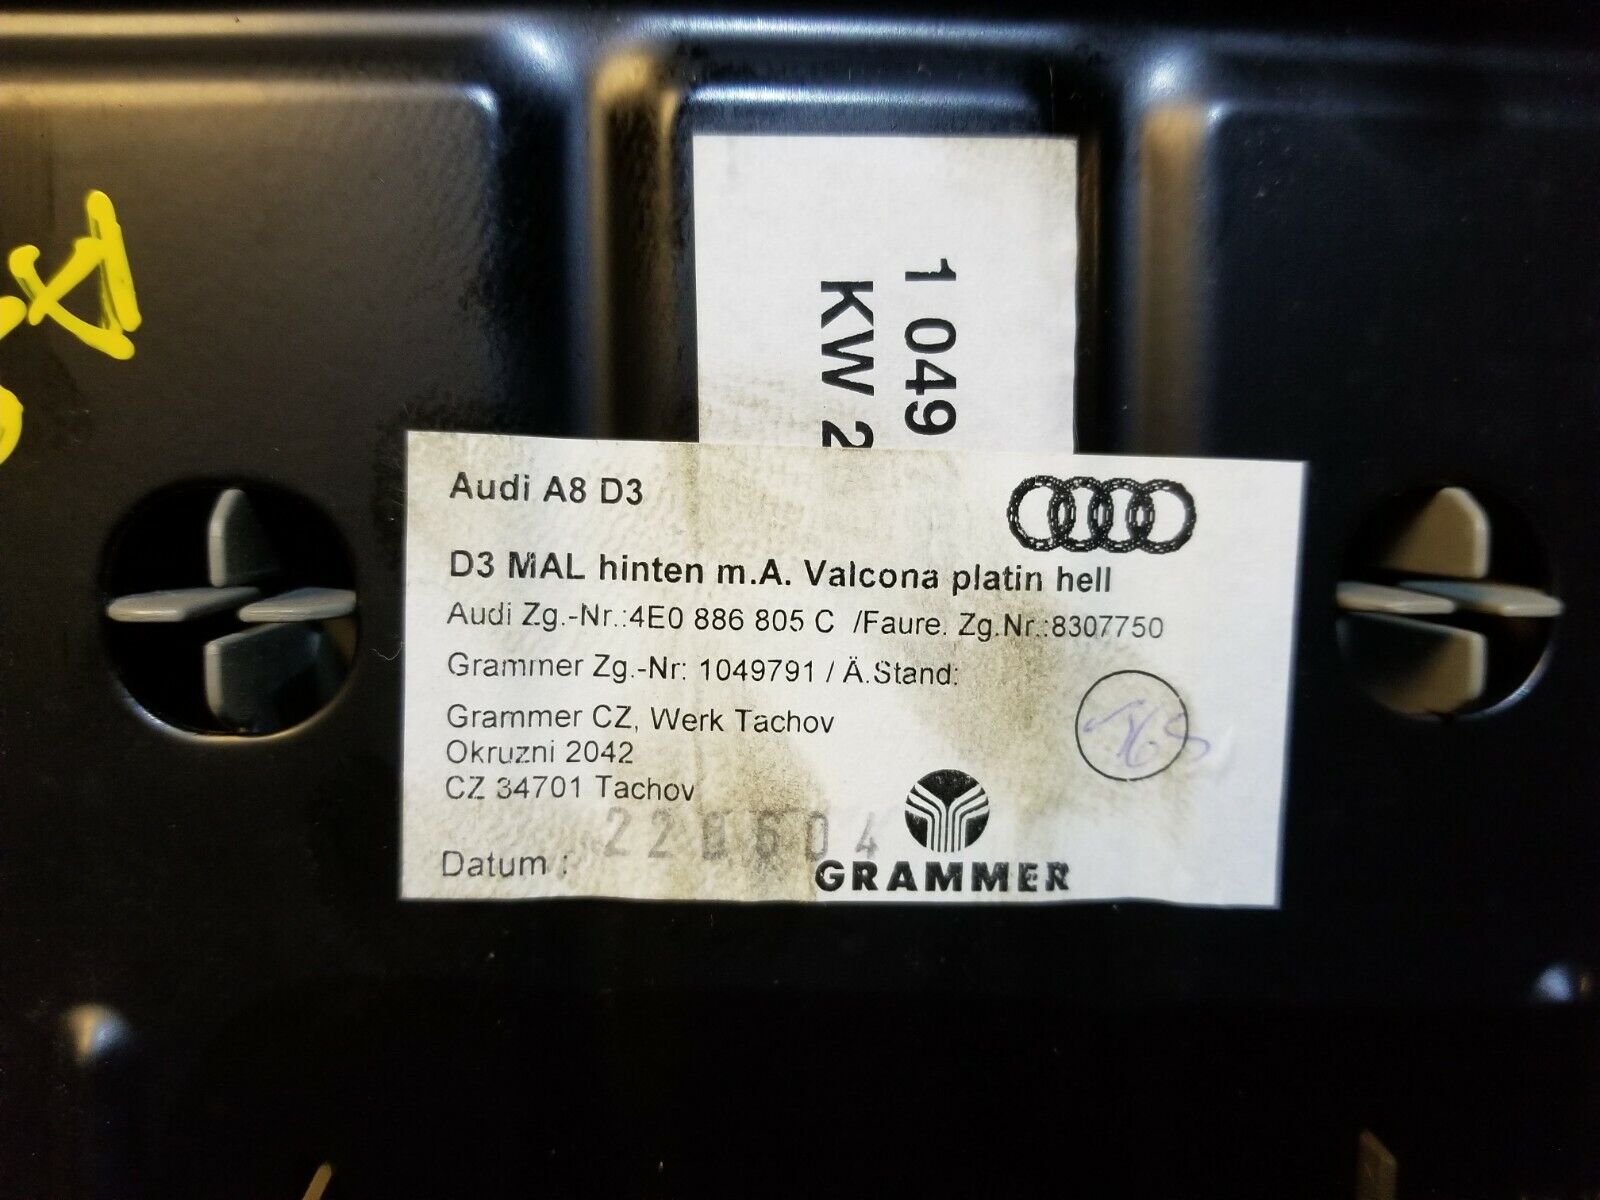 1 049
KW 2
Audi A8 D3
D3 MAL hinten m.A. Valcona platin hell
Audi Zg.-Nr.:4E0 886 805 C /Faure. Zg.Nr.:8307750
Grammer Zg.-Nr: 1049791 / Ä.Stand:
Grammer CZ, Werk Tachov
Okruzni 2042
CZ 34701 Tachov
Datum :
GRAMMER